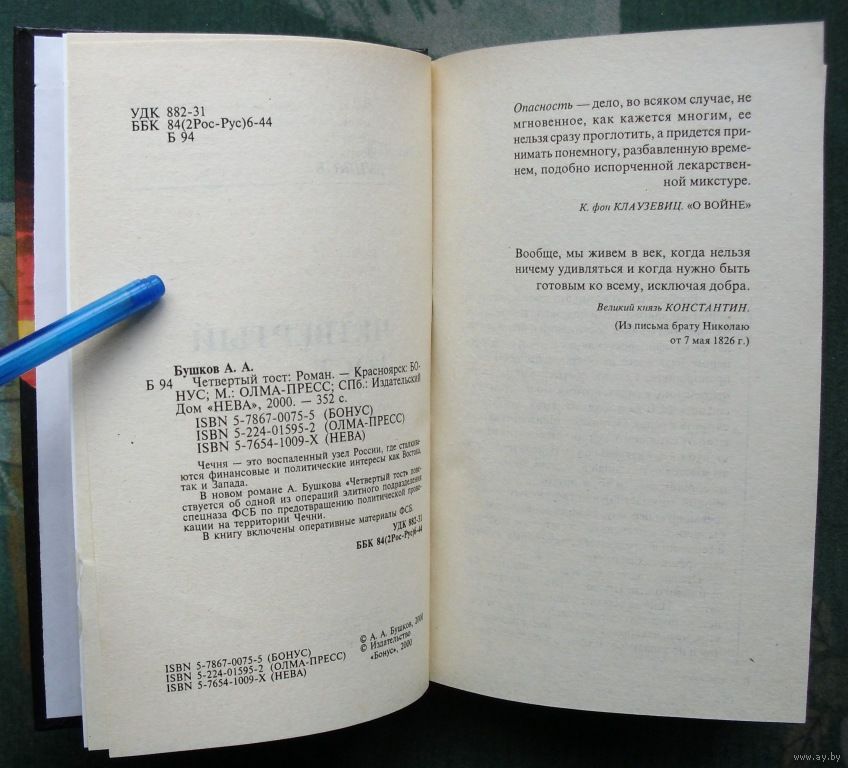 УДК 882-31
ББК 84(2Рос-Рус)6-44
Б 94
Бушков А. А.
Б 94 Четвертый тост: Роман. — Красноярск: БО-
НУС; М.: ОЛМА-ПРЕСС; СПб.: Издательский
Дом «НЕВА», 2000. — 352 с.
ISBN 5-7867-0075-5 (БОНУС)
ISBN 5-224-01595-2 (ОЛМА-ПРЕСС)
ISBN 5-7654-1009-X (НЕВА)
Чечня — это воспаленный узел России, где сталкива-
ются финансовые и политические интересы как Востока,
так и Запада.
В новом романе А. Бушкова «Четвертый тост» пове-
ствуется об одной из операций элитного подразделения
спецназа ФСБ по предотвращению политической прово-
кации на территории Чечни.
В книгу включены оперативные материалы ФСБ.
УДК 882-31
ББК 84(2Рос-Рус)6-44
© А. А. Бушков, 2000
© Издательство
«Бонус», 2000
ISBN 5-7867-0075-5 (БОНУС)
ISBN 5-224-01595-2 (ОЛМА-ПРЕСС)
ISBN 5-7654-1009-X (НЕВА)
Опасность — дело, во всяком случае, не
мгновенное, как кажется многим, ее
нельзя сразу проглотить, а придется при-
нимать понемногу, разбавленную време-
нем, подобно испорченной лекарствен-
ной микстуре.
К. фон КЛАУЗЕВИЦ. «О ВОЙНЕ»
Вообще, мы живем в век, когда нельзя
ничему удивляться и когда нужно быть
готовым ко всему, исключая добра.
Великий князь КОНСТАНТИН.
(Из письма брату Николаю
от 7 мая 1826 г.)
www.ay.by